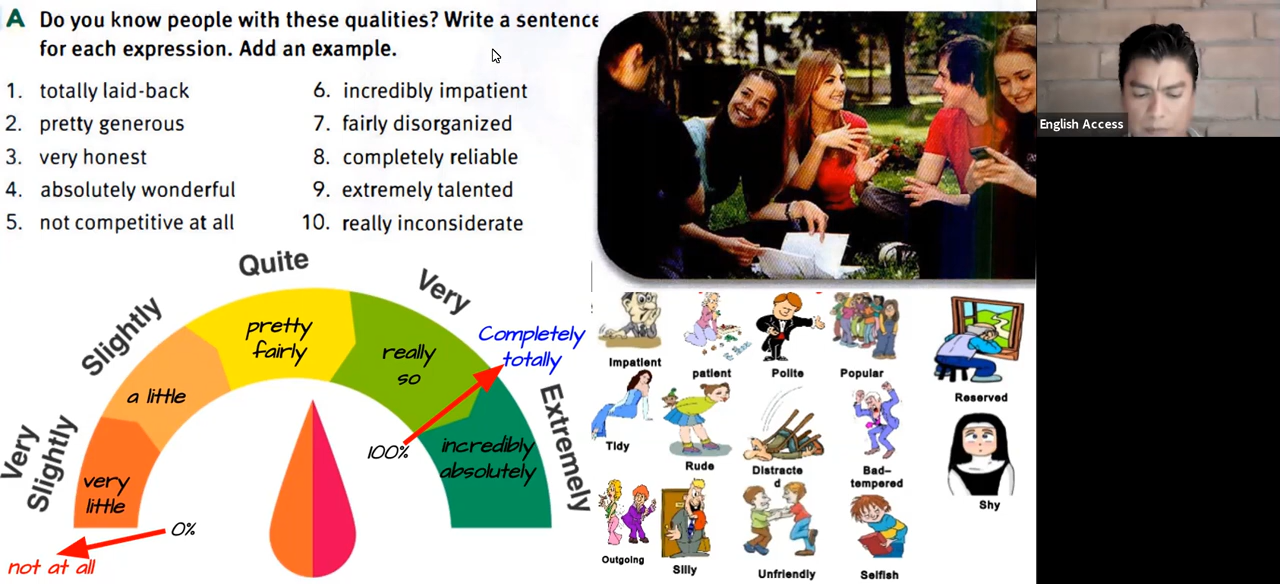 A Do you know people with these qualities? Write a sentence
for each expression. Add an example.
1. totally laid-back
2. pretty generous
3. very honest
4. absolutely wonderful
5. not competitive at all
6. incredibly impatient
7. fairly disorganized
8. completely reliable
9. extremely talented
10. really inconsiderate
English Access
Very
Slightly
Slightly
Quite
Very
Extremely
very
little
a little
pretty
fairly
really
so
incredibly
absolutely
Completely
totally
100%
0%
not at all
Impatient
patient
Polite
Popular
Reserved
Tidy
Rude
Distracte
d
Bad-
tempered
Shy
Outgoing
Silly
Unfriendly
Selfish